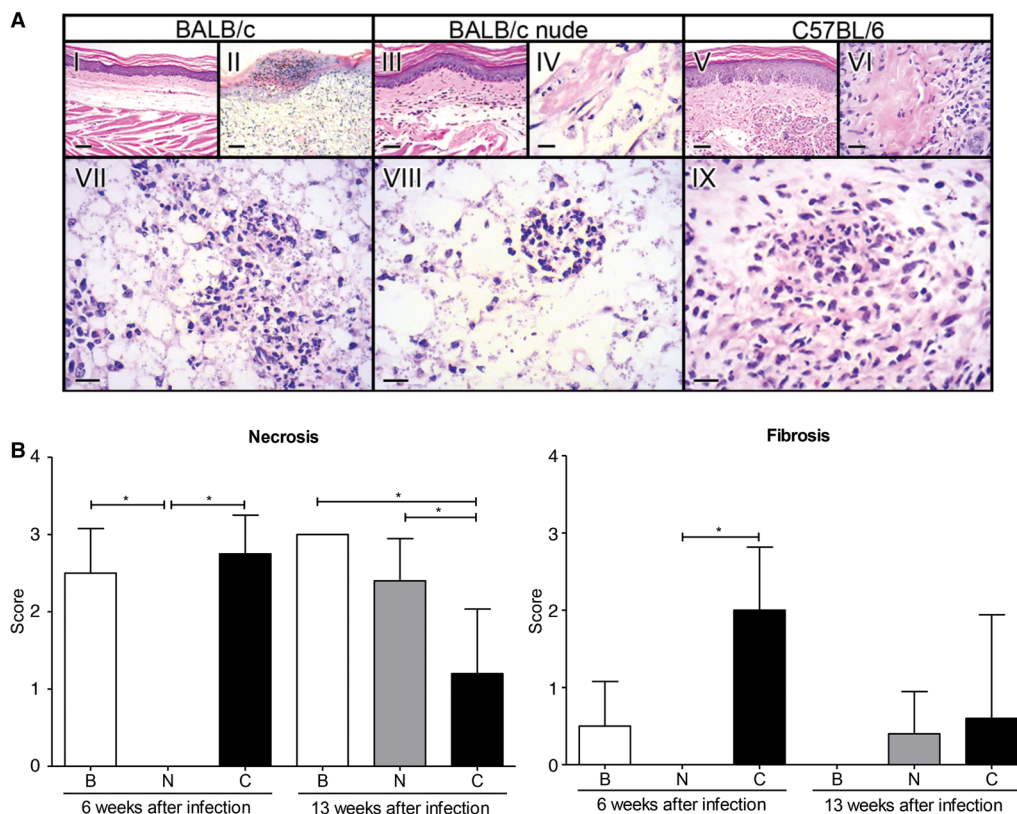 A
BALB/c
BALB/c nude
C57BL/6
I
II
III
IV
V
VI
VII
VIII
IX
B
Necrosis
Fibrosis
4
3
2
1
0
Score
*
*
*
*
B
N
C
B
N
C
6 weeks after infection
13 weeks after infection
4
3
2
1
0
Score
*
B
N
C
B
N
C
6 weeks after infection
13 weeks after infection